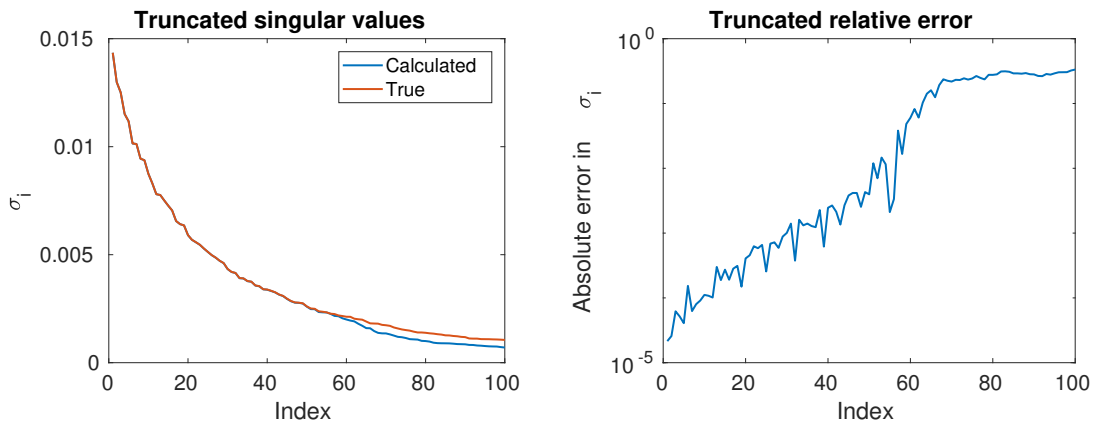 Truncated singular values
0.015
0.01
0.005
0
σi
0
20
40
60
80
100
Index
Calculated
True
Truncated relative error
10^0
10^-5
Absolute error in σi
0
20
40
60
80
100
Index